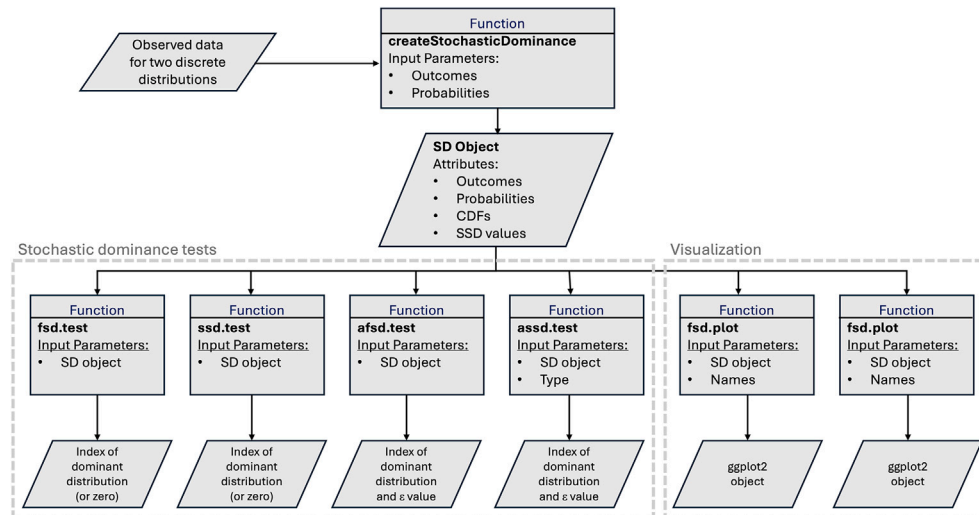 Observed data
for two discrete
distributions
Function
createStochasticDominance
Input Parameters:
• Outcomes
• Probabilities
SD Object
Attributes:
• Outcomes
• Probabilities
• CDFs
• SSD values
Stochastic dominance tests
Visualization
Function
fsd.test
Input Parameters:
• SD object
Function
ssd.test
Input Parameters:
• SD object
Function
afsd.test
Input Parameters:
• SD object
Function
assd.test
Input Parameters:
• SD object
• Type
Function
fsd.plot
Input Parameters:
• SD object
• Names
Function
fsd.plot
Input Parameters:
• SD object
• Names
Index of
dominant
distribution
(or zero)
Index of
dominant
distribution
(or zero)
Index of
dominant
distribution
and ε value
Index of
dominant
distribution
and ε value
ggplot2
object
ggplot2
object